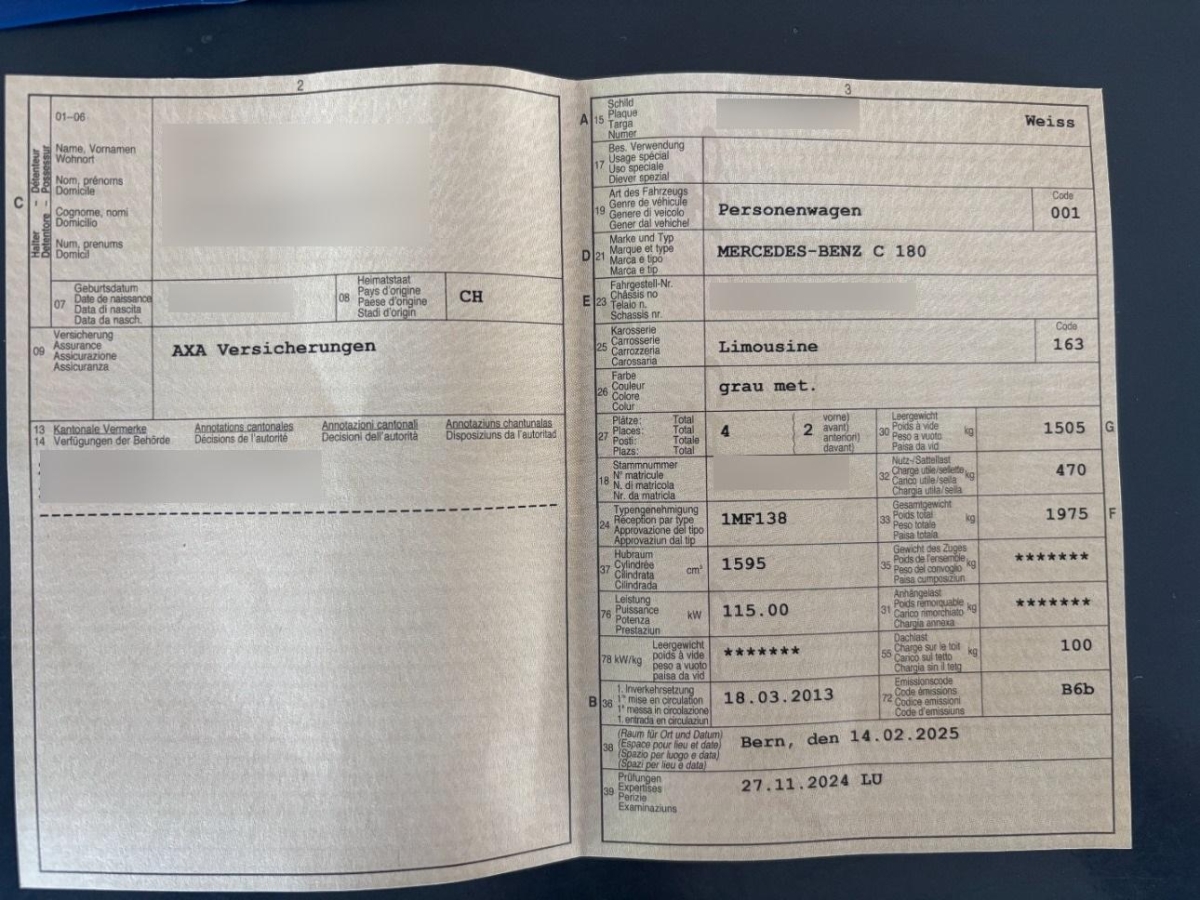 2
01–06
C
Halter – Détenteur
Detentore – Possessur
Name, Vornamen
Wohnort
Nom, prénoms
Domicile
Cognome, nomi
Domicilio
Num, prenums
Domicil
07
Geburtsdatum
Date de naissance
Data di nascita
Data da nasch.
08
Heimatstaat
Pays d'origine
Paese d'origine
Stadi d'origin
CH
09
Versicherung
Assurance
Assicurazione
Assicuranza
AXA Versicherungen
13 Kantonale Vermerke Annotations cantonales Annotazioni cantonali Annotaziuns chantunalas
14 Verfügungen der Behörde Décisions de l'autorité Decisioni dell'autorità Disposiziuns da l'autoritad
3
A 15
Schild
Plaque
Targa
Numer
Weiss
17
Bes. Verwendung
Usage spécial
Uso speciale
Diever spezial
19
Art des Fahrzeugs
Genre de véhicule
Genere di veicolo
Gener dal vehichel
Personenwagen
Code
001
D 21
Marke und Typ
Marque et type
Marca e tipo
Marca e tip
MERCEDES-BENZ C 180
E 23
Fahrgestell-Nr.
Châssis no
Telaio n.
Schassis nr.
25
Karosserie
Carrosserie
Carrozzeria
Carossaria
Limousine
Code
163
26
Farbe
Couleur
Colore
Colur
grau met.
27
Plätze: Total
Places: Total
Posti: Totale
Plazs: Total
4
2
vorne)
avant)
anteriori)
davant)
30
Leergewicht
Poids à vide
Peso a vuoto
Paisa da vid
kg
1505
G
18
Stammnummer
N° matricule
N. di matricola
Nr. da matricla
32
Nutz-/Sattellast
Charge utile/sellette
Carico utile/sella
Chargia utila/sella
kg
470
24
Typengenehmigung
Réception par type
Approvazione del tipo
Approvaziun dal tip
1MF138
33
Gesamtgewicht
Poids total
Peso totale
Paisa totala
kg
1975
F
37
Hubraum
Cylindrée
Cilindrata
Cilindrada
cm³
1595
35
Gewicht des Zuges
Poids de l'ensemble
Peso del convoglio
Paisa cumposiziun
kg
*******
76
Leistung
Puissance
Potenza
Prestaziun
kW
115.00
31
Anhängelast
Poids remorquable
Carico rimorchiato
Chargia annexa
kg
*******
78 kW/kg
Leergewicht
poids à vide
peso a vuoto
paisa da vid
*******
55
Dachlast
Charge sur le toit
Carico sul tetto
Chargia sin il tetg
kg
100
B 36
1. Inverkehrsetzung
1re mise en circulation
1a messa in circolazione
1. entrada en circulaziun
18.03.2013
72
Emissionscode
Code émissions
Codice emissioni
Code d'emissiuns
B6b
38
(Raum für Ort und Datum)
(Espace pour lieu et date)
(Spazio per luogo e data)
(Spazi per lieu e data)
Bern, den 14.02.2025
39
Prüfungen
Expertises
Perizie
Examinaziuns
27.11.2024 LU